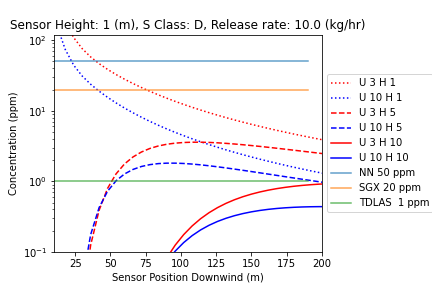 Sensor Height: 1 (m), S Class: D, Release rate: 10.0 (kg/hr)
10²
10¹
10⁰
10⁻¹
Concentration (ppm)
25 50 75 100 125 150 175 200
Sensor Position Downwind (m)
U 3 H 1
U 10 H 1
U 3 H 5
U 10 H 5
U 3 H 10
U 10 H 10
NN 50 ppm
SGX 20 ppm
TDLAS  1 ppm